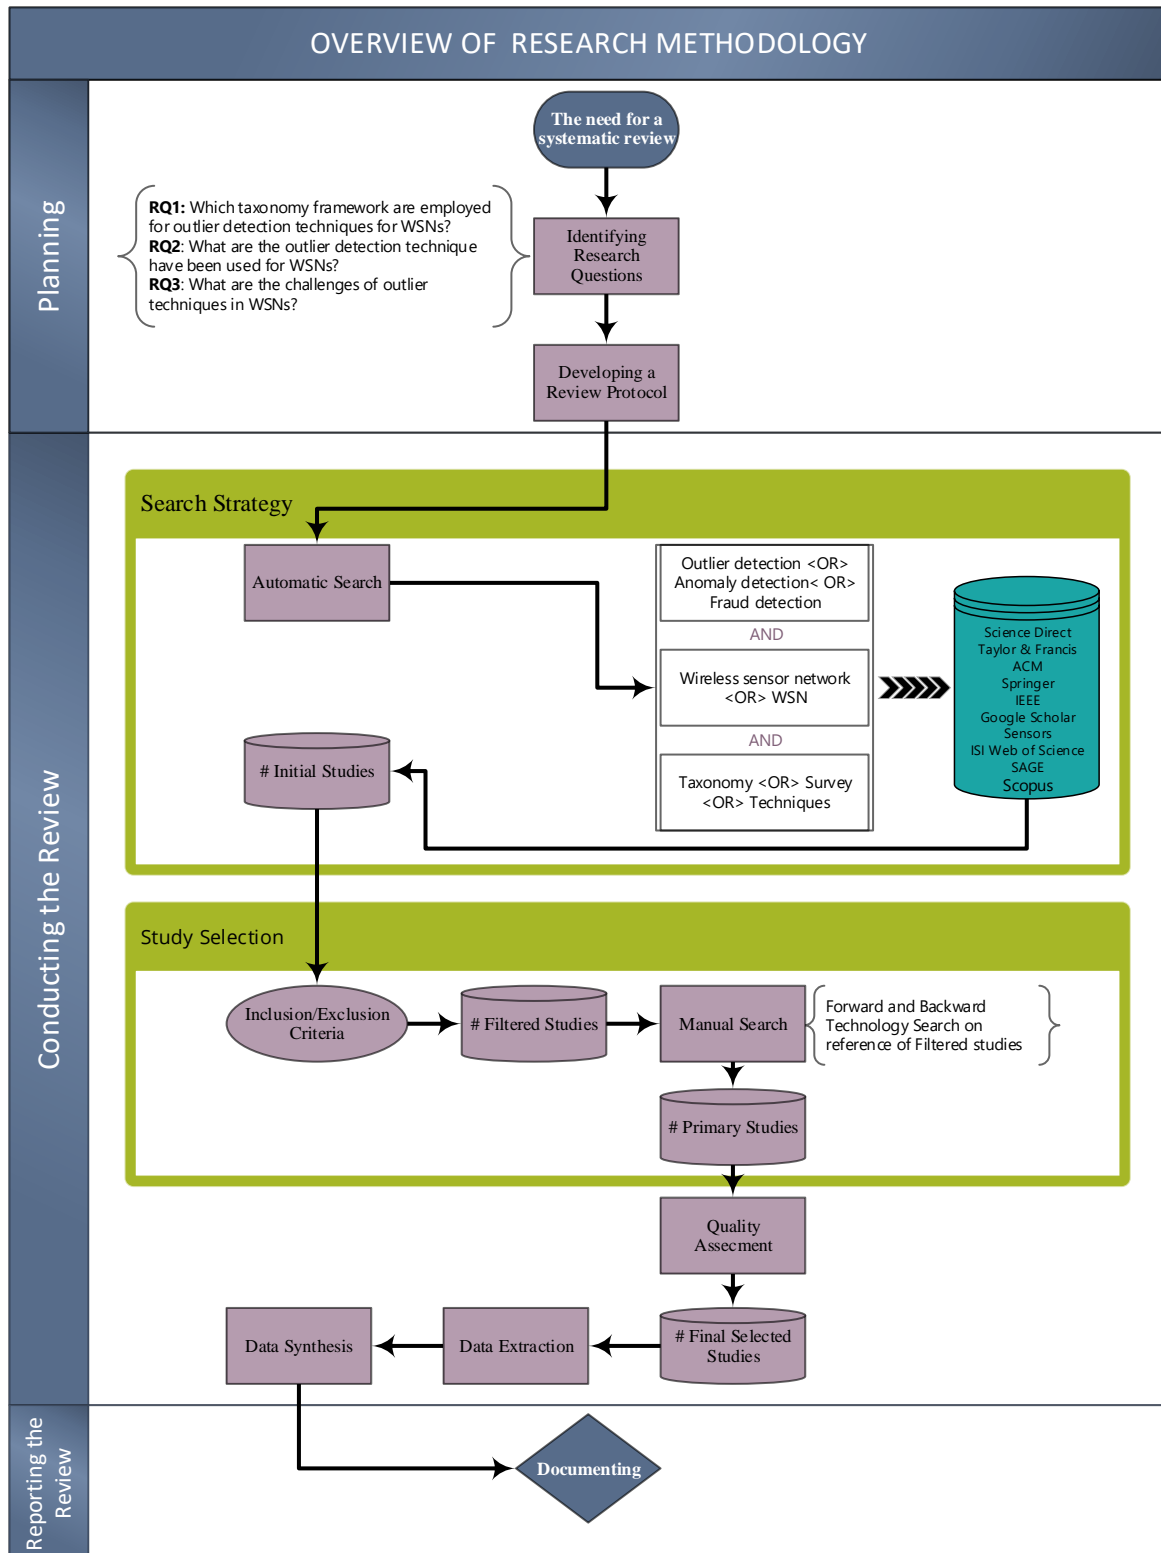 OVERVIEW OF RESEARCH METHODOLOGY
Planning
The need for a
systematic review
RQ1: Which taxonomy framework are employed
for outlier detection techniques for WSNs?
RQ2: What are the outlier detection technique
have been used for WSNs?
RQ3: What are the challenges of outlier
techniques in WSNs?
Identifying
Research
Questions
Developing a
Review Protocol
Conducting the Review
Search Strategy
Automatic Search
Outlier detection <OR>
Anomaly detection< OR>
Fraud detection
AND
Wireless sensor network
<OR> WSN
AND
Taxonomy <OR> Survey
<OR> Techniques
Science Direct
Taylor & Francis
ACM
Springer
IEEE
Google Scholar
Sensors
ISI Web of Science
SAGE
Scopus
# Initial Studies
Study Selection
Inclusion/Exclusion
Criteria
# Filtered Studies
Manual Search
Forward and Backward
Technology Search on
reference of Filtered studies
# Primary Studies
Quality
Assecment
# Final Selected
Studies
Data Extraction
Data Synthesis
Reporting the
Review
Documenting